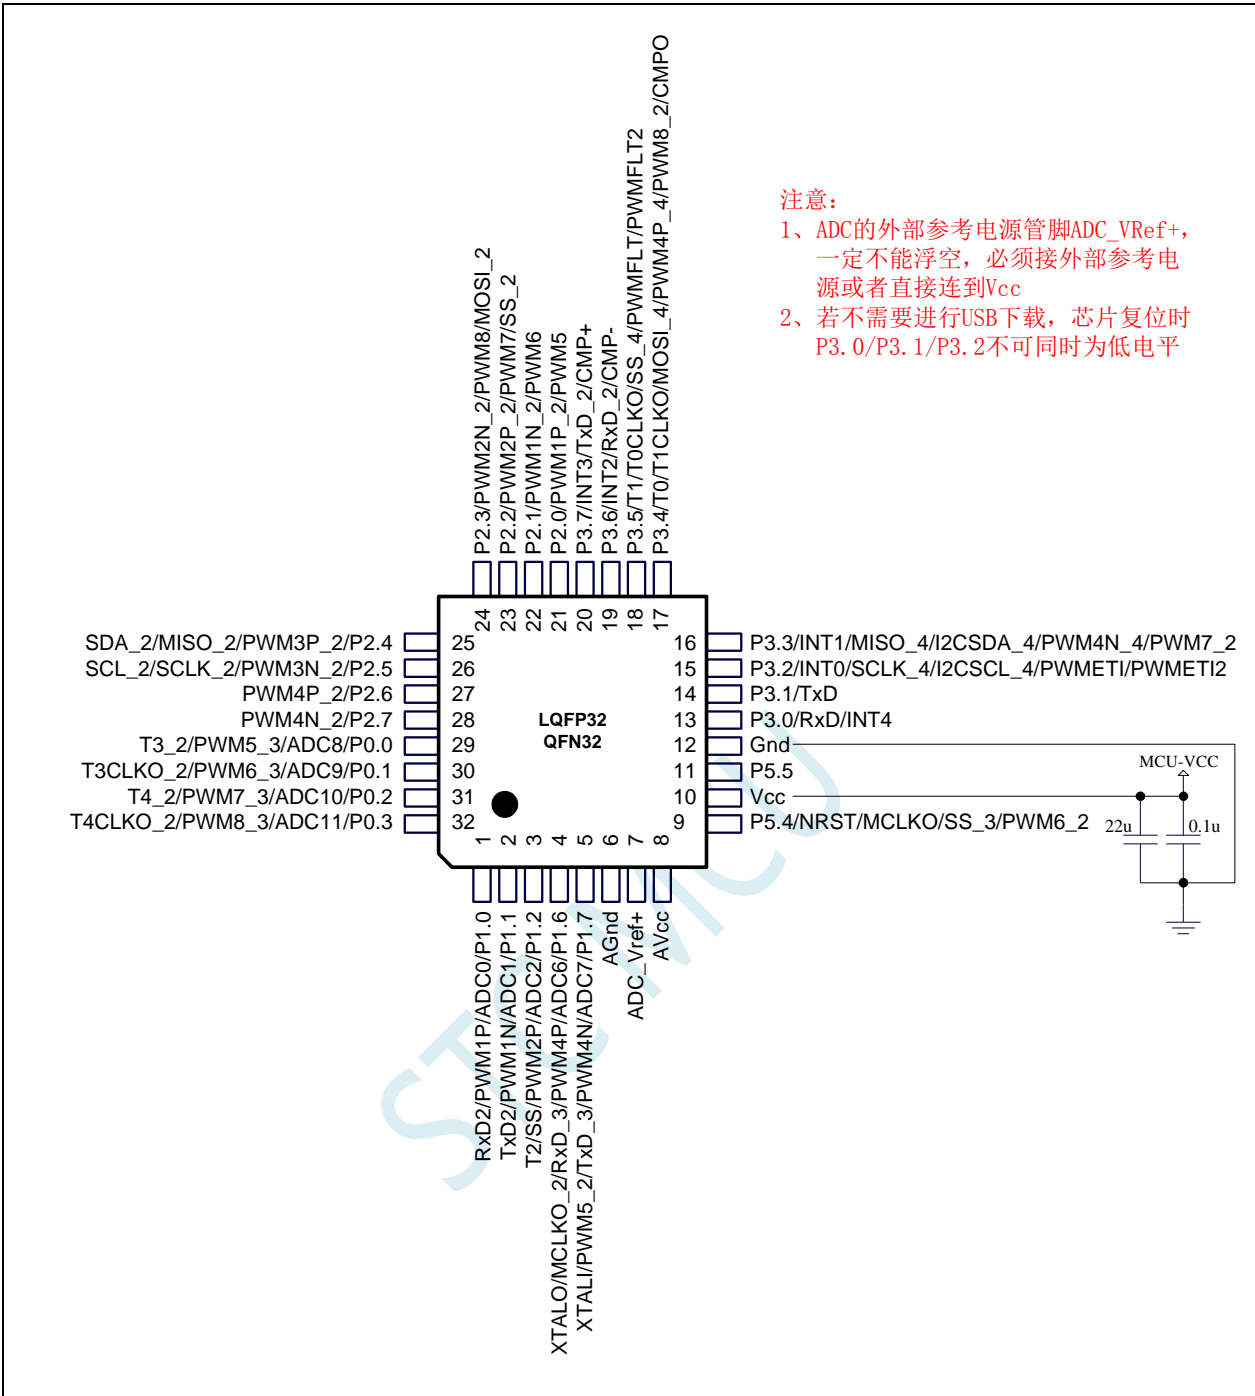 P2.3/PWM2N_2/PWM8/MOSI_2
P2.2/PWM2P_2/PWM7/SS_2
P2.1/PWM1N_2/PWM6
P2.0/PWM1P_2/PWM5
P3.7/INT3/TxD_2/CMP+
P3.6/INT2/RxD_2/CMP-
P3.5/T1/T0CLKO/SS_4/PWMFLT/PWMFLT2
P3.4/T0/T1CLKO/MOSI_4/PWM4P_4/PWM8_2/CMPO
注意：
1、ADC的外部参考电源管脚ADC_VRef+，
一定不能浮空，必须接外部参考电
源或者直接连到Vcc
2、若不需要进行USB下载，芯片复位时
P3.0/P3.1/P3.2不可同时为低电平
24 23 22 21 20 19 18 17
SDA_2/MISO_2/PWM3P_2/P2.4 25
SCL_2/SCLK_2/PWM3N_2/P2.5 26
PWM4P_2/P2.6 27
PWM4N_2/P2.7 28
T3_2/PWM5_3/ADC8/P0.0 29
T3CLKO_2/PWM6_3/ADC9/P0.1 30
T4_2/PWM7_3/ADC10/P0.2 31
T4CLKO_2/PWM8_3/ADC11/P0.3 32
LQFP32
QFN32
16 P3.3/INT1/MISO_4/I2CSDA_4/PWM4N_4/PWM7_2
15 P3.2/INT0/SCLK_4/I2CSCL_4/PWMETI/PWMETI2
14 P3.1/TxD
13 P3.0/RxD/INT4
12 Gnd
11 P5.5
10 Vcc
9 P5.4/NRST/MCLKO/SS_3/PWM6_2
MCU-VCC
22u 0.1u
1 2 3 4 5 6 7 8
RxD2/PWM1P/ADC0/P1.0
TxD2/PWM1N/ADC1/P1.1
T2/SS/PWM2P/ADC2/P1.2
XTALO/MCLKO_2/RxD_3/PWM4P/ADC6/P1.6
XTALI/PWM5_2/TxD_3/PWM4N/ADC7/P1.7
AGnd
ADC_Vref+
AVcc
STC MCU